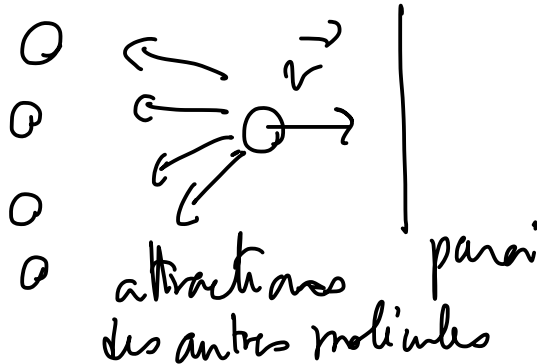 v
paroi
attractions
des autres molécules